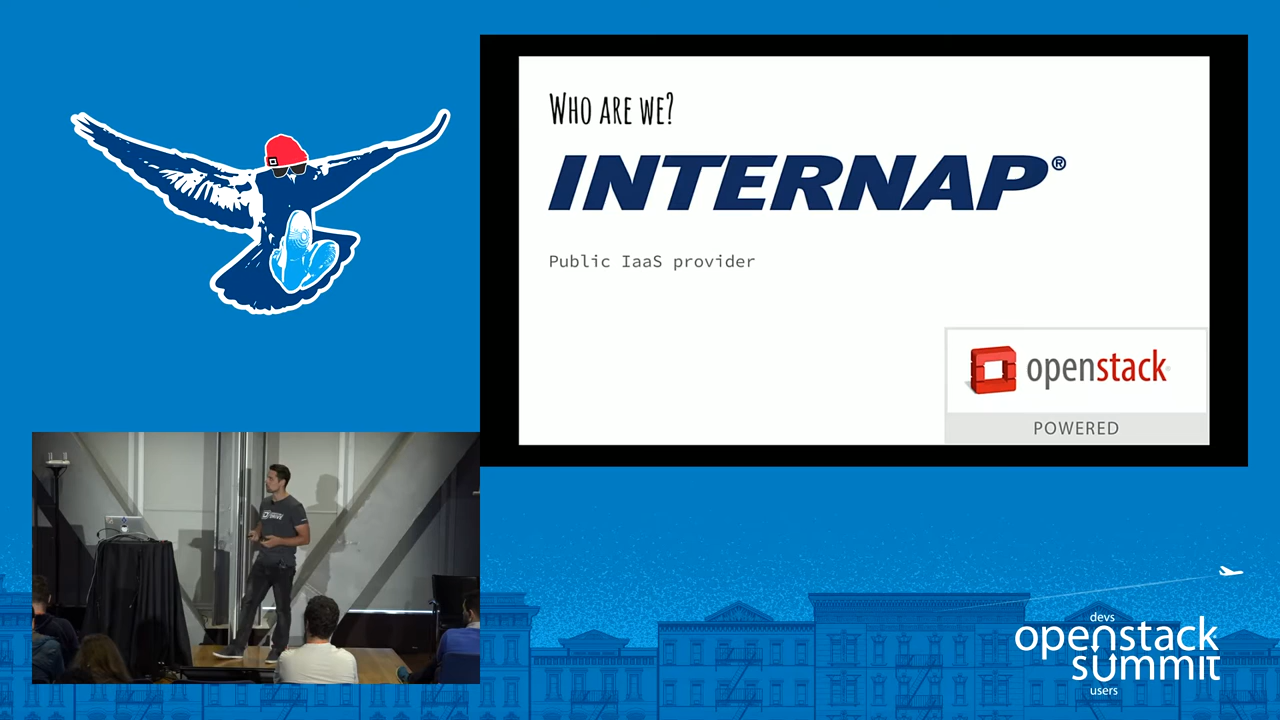 Who are we?
INTERNAP®
Public IaaS provider
openstack
POWERED
devs
openstack
summit
users